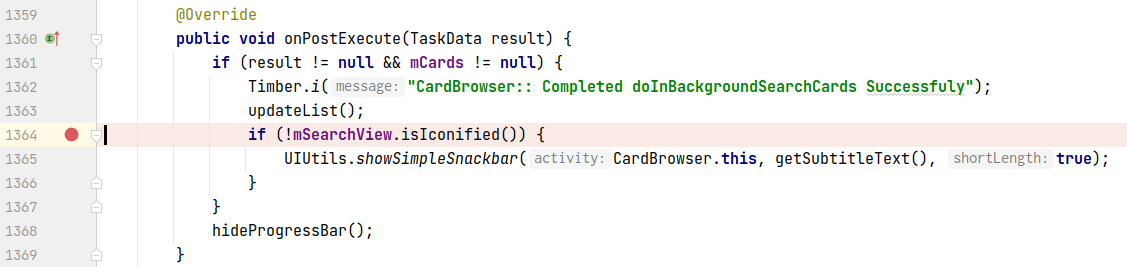 1359 @Override
1360 public void onPostExecute(TaskData result) {
1361 if (result != null && mCards != null) {
1362 Timber.i( message: "CardBrowser:: Completed doInBackgroundSearchCards Successfuly");
1363 updateList();
1364 if (!mSearchView.isIconified()) {
1365 UIUtils.showSimpleSnackbar( activity: CardBrowser.this, getSubtitleText(), shortLength: true);
1366 }
1367 }
1368 hideProgressBar();
1369 }